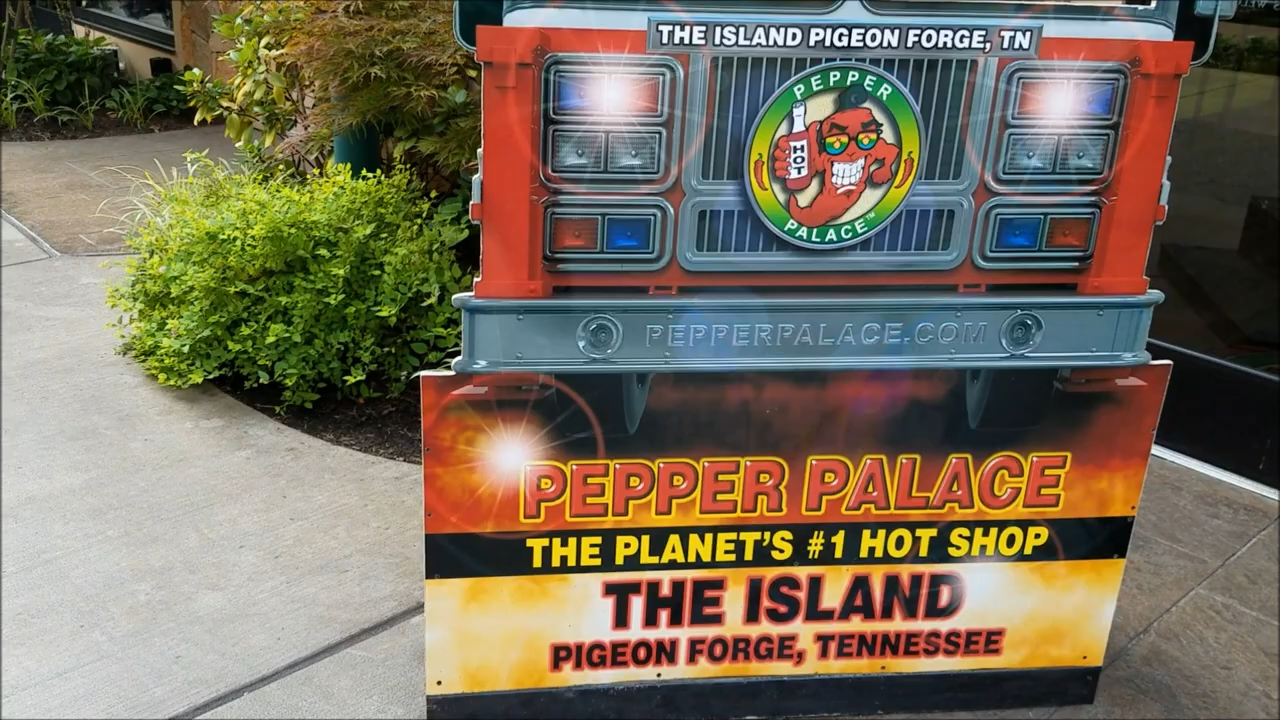 THE ISLAND PIGEON FORGE, TN
PEPPER
HOT
PALACE™
PEPPERPALACE.COM
PEPPER PALACE
THE PLANET'S #1 HOT SHOP
THE ISLAND
PIGEON FORGE, TENNESSEE